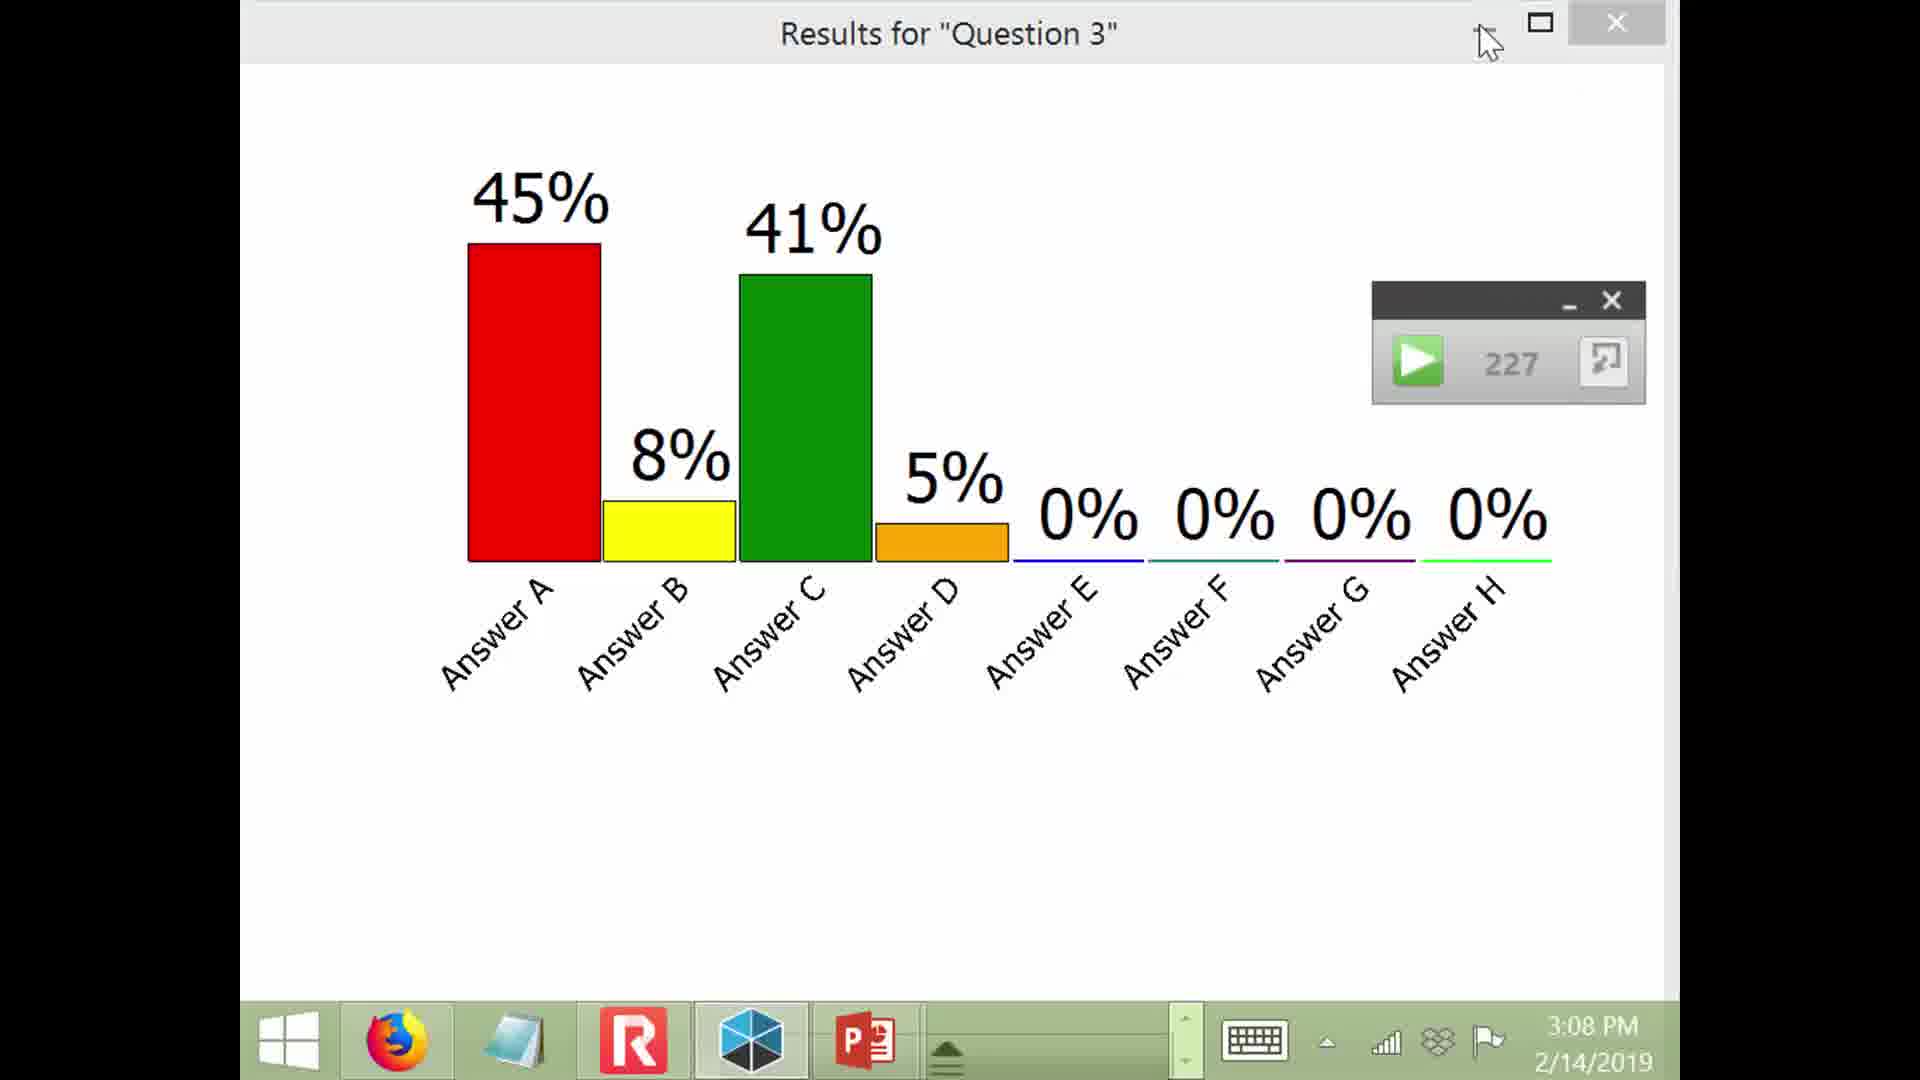 Results for "Question 3"
45%
41%
8%
5%
0%
0%
0%
0%
227
Answer A
Answer B
Answer C
Answer D
Answer E
Answer F
Answer G
Answer H
R
P
3:08 PM
2/14/2019